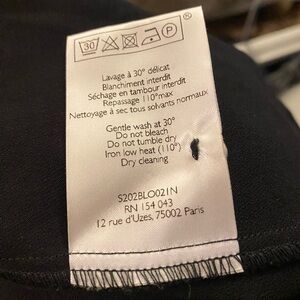 30 P
Lavage à 30° délicat
Blanchiment interdit
Séchage en tambour interdit
Repassage 110° max
Nettoyage à sec tous solvants normaux
Gentle wash at 30°
Do not bleach
Do not tumble dry
Iron low heat (110°)
Dry cleaning
S202BLO021N
RN 154 043
12 rue d'Uzes, 75002 Paris